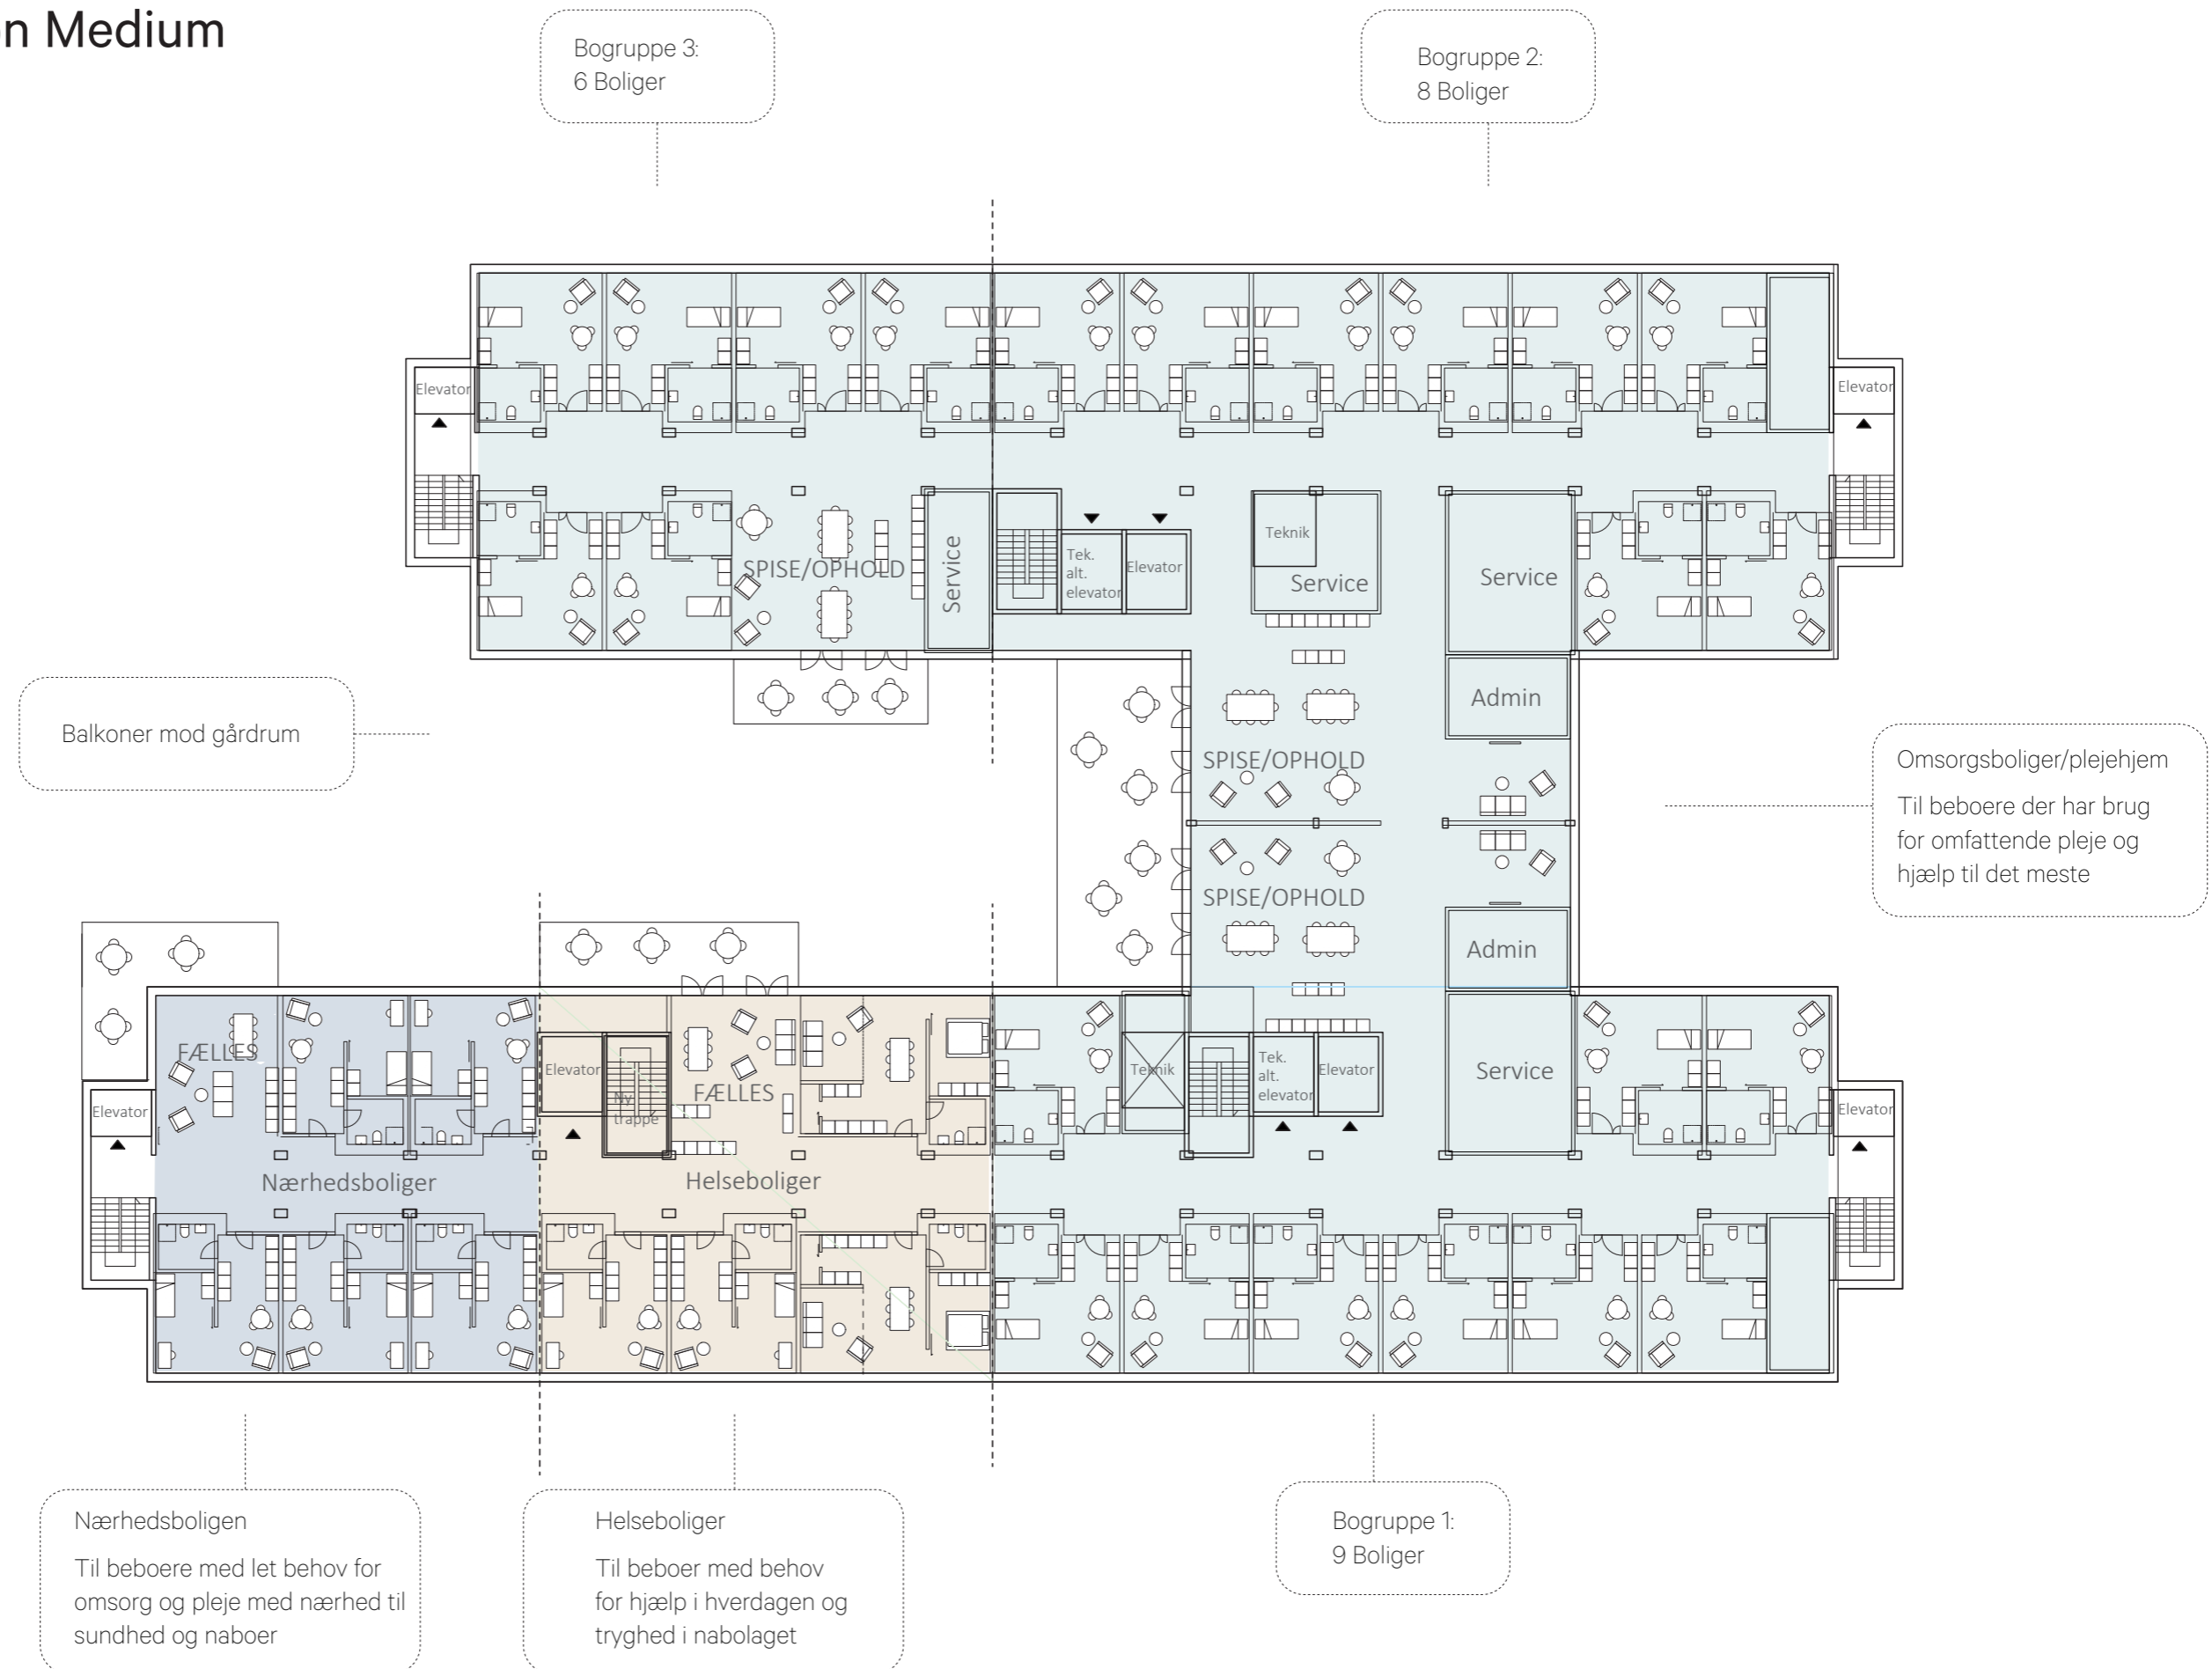 n Medium
Bogruppe 3:
6 Boliger
Bogruppe 2:
8 Boliger
Elevator
Elevator
SPISE/OPHOLD
Service
Tek.
alt.
elevator
Elevator
Teknik
Service
Service
Admin
Balkoner mod gårdrum
SPISE/OPHOLD
Omsorgsboliger/plejehjem
Til beboere der har brug
for omfattende pleje og
hjælp til det meste
SPISE/OPHOLD
Admin
FÆLLES
Elevator
Elevator
Ny
trappe
FÆLLES
Teknik
Tek.
alt.
elevator
Elevator
Service
Elevator
Nærhedsboliger
Helseboliger
Nærhedsboligen
Til beboere med let behov for
omsorg og pleje med nærhed til
sundhed og naboer
Helseboliger
Til beboer med behov
for hjælp i hverdagen og
tryghed i nabolaget
Bogruppe 1:
9 Boliger